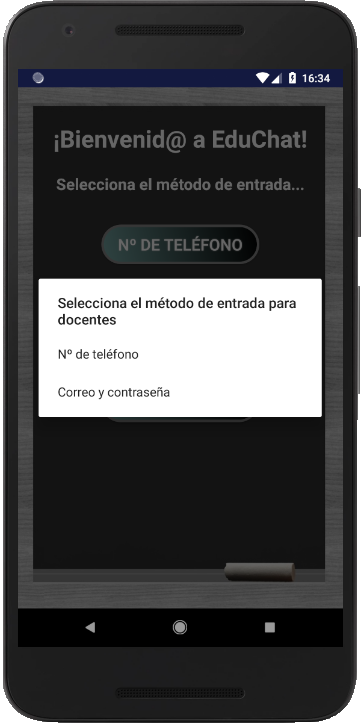 16:34
¡Bienvenid@ a EduChat!
Selecciona el método de entrada...
Nº DE TELÉFONO
Selecciona el método de entrada para
docentes
Nº de teléfono
Correo y contraseña